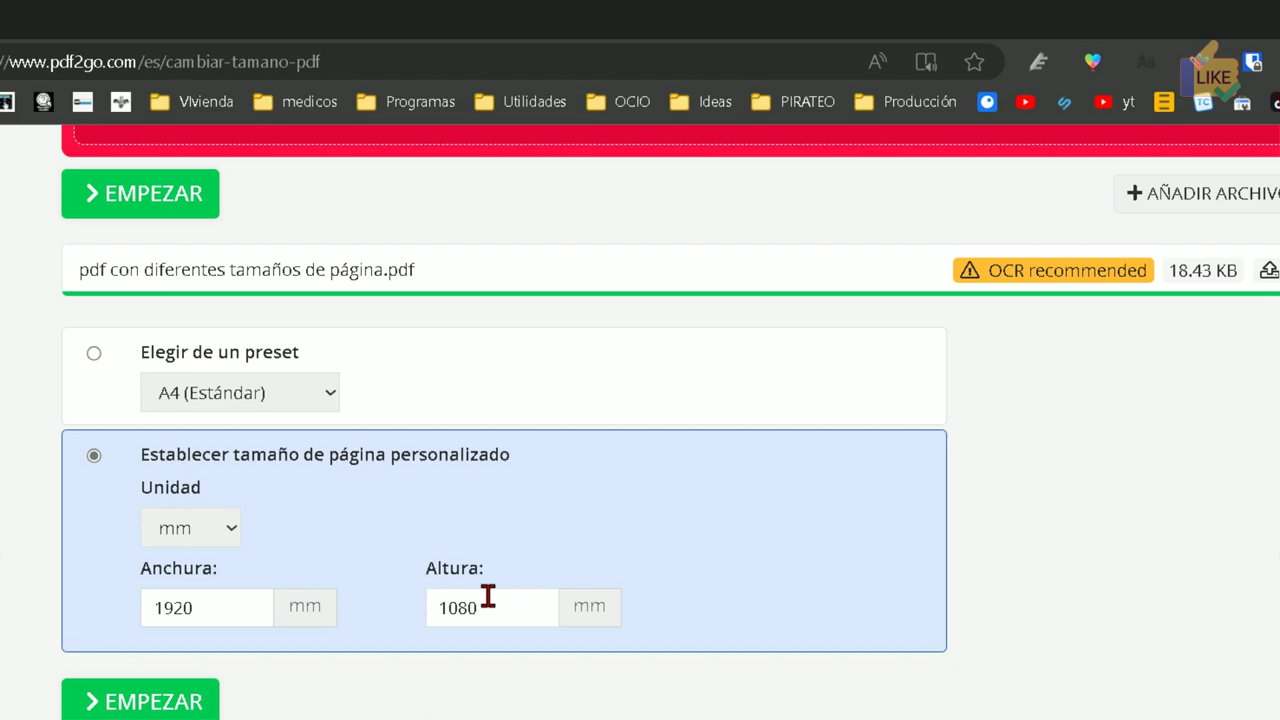 //www.pdf2go.com/es/cambiar-tamano-pdf
LIKE
VIvienda medicos Programas Utilidades OCIO Ideas PIRATEO Producción yt TC
EMPEZAR
+ AÑADIR ARCHIVO
pdf con diferentes tamaños de página.pdf OCR recommended 18.43 KB
Elegir de un preset
A4 (Estándar)
Establecer tamaño de página personalizado
Unidad
mm
Anchura: Altura:
1920 mm 1080 mm
EMPEZAR